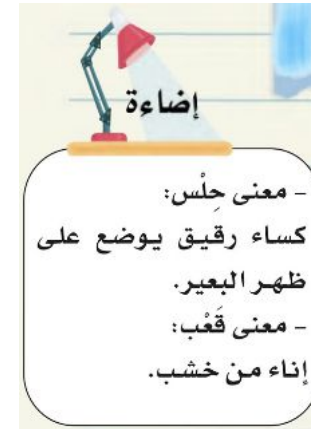 إضاءة
- معنى حِلْس:
كساء رقيق يوضع على
ظهر البعير.
- معنى قَعْب:
إناء من خشب.